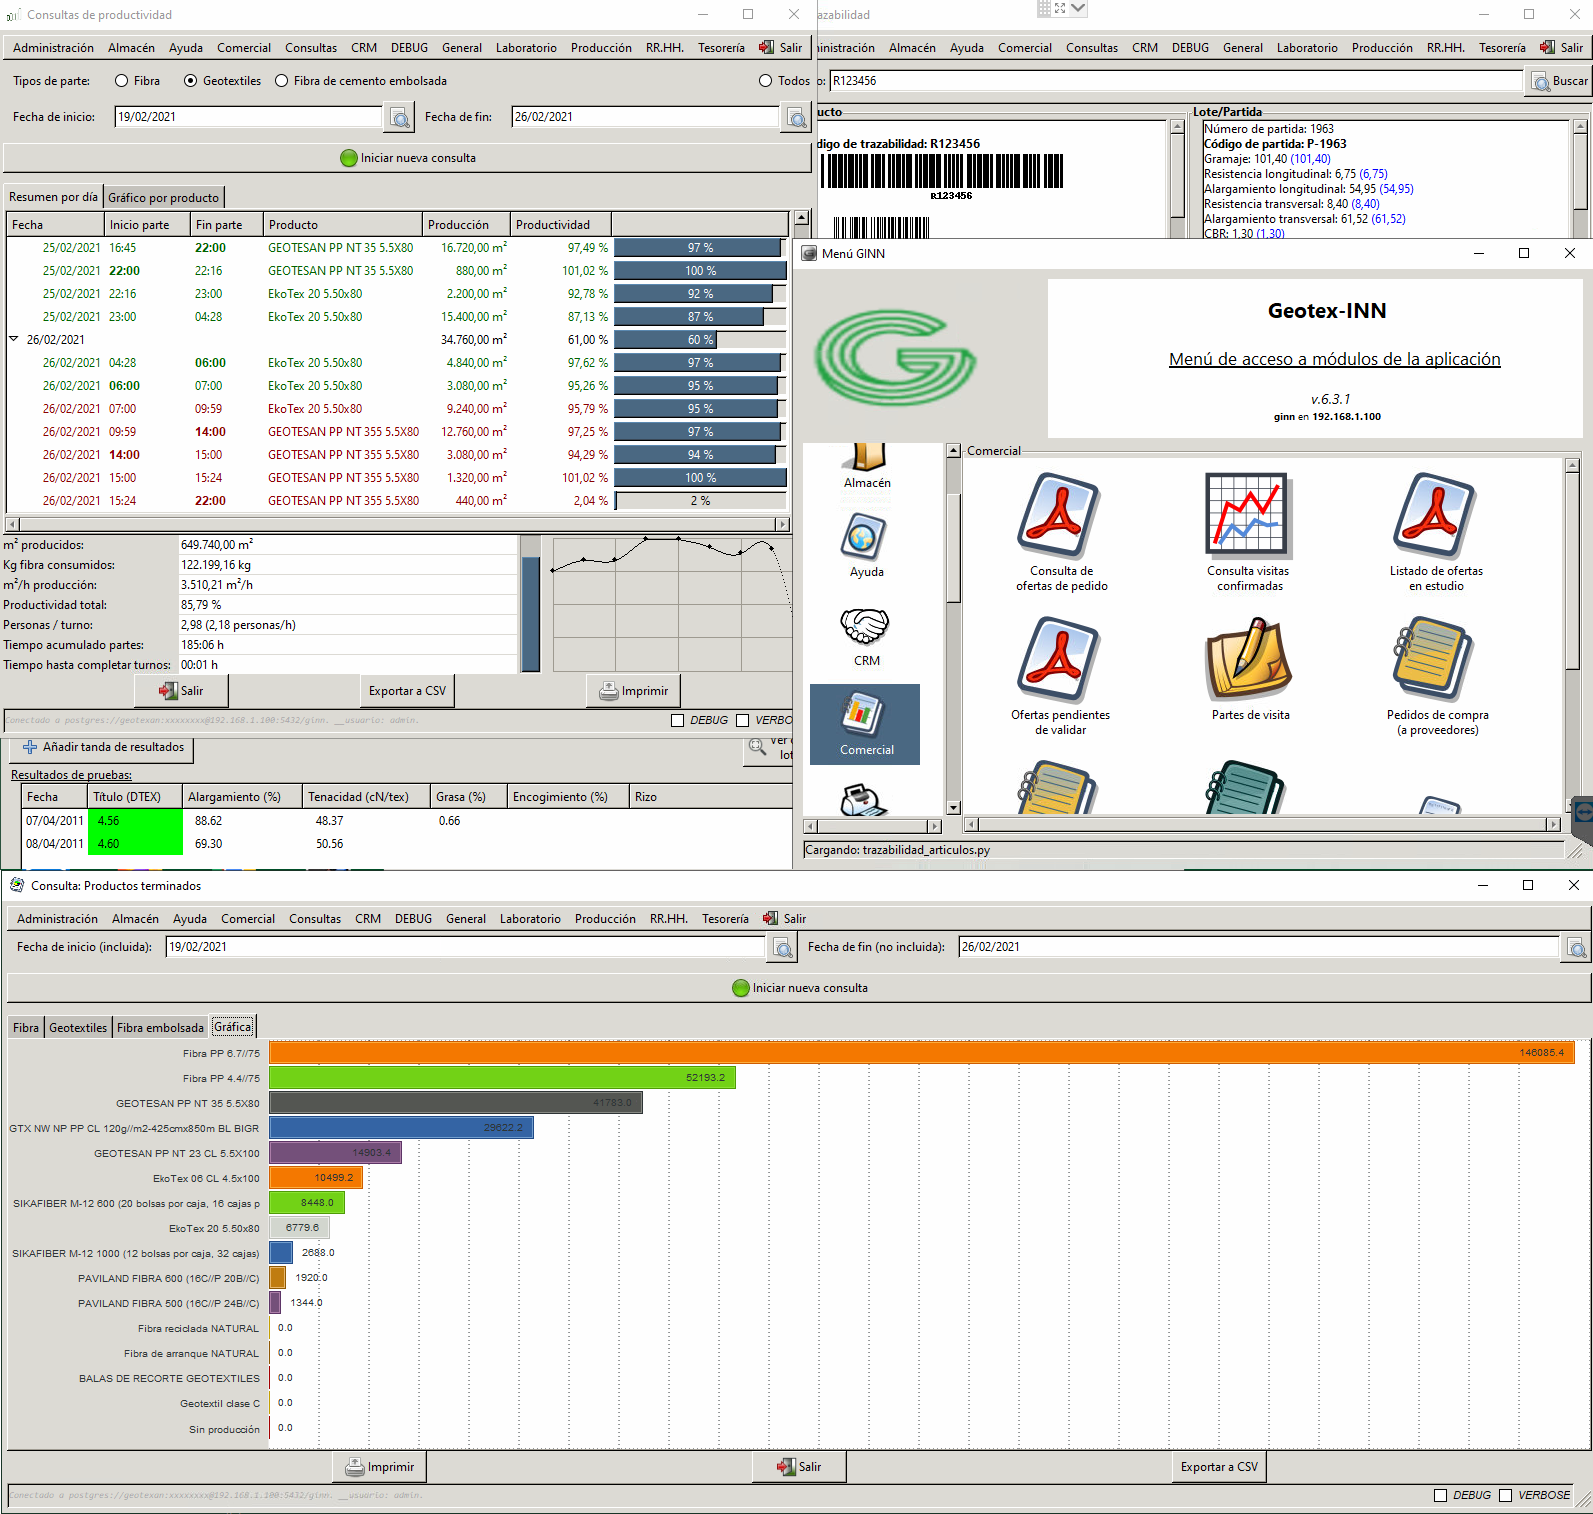 Consultas de productividad
Administración Almacén Ayuda Comercial Consultas CRM DEBUG General Laboratorio Producción RR.HH. Tesorería Salir
Tipos de parte: Fibra Geotextiles Fibra de cemento embolsada Todos
Fecha de inicio: 19/02/2021 Fecha de fin: 26/02/2021
Iniciar nueva consulta
Resumen por día Gráfico por producto
Fecha Inicio parte Fin parte Producto Producción Productividad
25/02/2021 16:45 22:00 GEOTESAN PP NT 35 5.5X80 16.720,00 m² 97,49 % 97 %
25/02/2021 22:00 22:16 GEOTESAN PP NT 35 5.5X80 880,00 m² 101,02 % 100 %
25/02/2021 22:16 23:00 EkoTex 20 5.50x80 2.200,00 m² 92,78 % 92 %
25/02/2021 23:00 04:28 EkoTex 20 5.50x80 15.400,00 m² 87,13 % 87 %
26/02/2021 34.760,00 m² 61,00 % 60 %
26/02/2021 04:28 06:00 EkoTex 20 5.50x80 4.840,00 m² 97,62 % 97 %
26/02/2021 06:00 07:00 EkoTex 20 5.50x80 3.080,00 m² 95,26 % 95 %
26/02/2021 07:00 09:59 EkoTex 20 5.50x80 9.240,00 m² 95,79 % 95 %
26/02/2021 09:59 14:00 GEOTESAN PP NT 355 5.5X80 12.760,00 m² 97,25 % 97 %
26/02/2021 14:00 15:00 GEOTESAN PP NT 355 5.5X80 3.080,00 m² 94,29 % 94 %
26/02/2021 15:00 15:24 GEOTESAN PP NT 355 5.5X80 1.320,00 m² 101,02 % 100 %
26/02/2021 15:24 22:00 GEOTESAN PP NT 355 5.5X80 440,00 m² 2,04 % 2 %
m² producidos: 649.740,00 m²
Kg fibra consumidos: 122.199,16 kg
m²/h producción: 3.510,21 m²/h
Productividad total: 85,79 %
Personas / turno: 2,98 (2,18 personas/h)
Tiempo acumulado partes: 185:06 h
Tiempo hasta completar turnos: 00:01 h
Salir Exportar a CSV Imprimir
Conectado a postgres://geotexan:xxxxxxxx@192.168.1.100:5432/ginn. __usuario: admin. DEBUG VERBO
azabilidad
inistración Almacén Ayuda Comercial Consultas CRM DEBUG General Laboratorio Producción RR.HH. Tesorería Salir
o: R123456 Buscar
ucto
digo de trazabilidad: R123456
R123456
Lote/Partida
Número de partida: 1963
Código de partida: P-1963
Gramaje: 101,40 (101,40)
Resistencia longitudinal: 6,75 (6,75)
Alargamiento longitudinal: 54,95 (54,95)
Resistencia transversal: 8,40 (8,40)
Alargamiento transversal: 61,52 (61,52)
CBR: 1,30 (1,30)
Menú GINN
Geotex-INN
Menú de acceso a módulos de la aplicación
v.6.3.1
ginn en 192.168.1.100
Almacén
Ayuda
CRM
Comercial
Comercial
Consulta de ofertas de pedido
Consulta visitas confirmadas
Listado de ofertas en estudio
Ofertas pendientes de validar
Partes de visita
Pedidos de compra (a proveedores)
Cargando: trazabilidad_articulos.py
Añadir tanda de resultados
Ver
lot
Resultados de pruebas:
Fecha Título (DTEX) Alargamiento (%) Tenacidad (cN/tex) Grasa (%) Encogimiento (%) Rizo
07/04/2011 4.56 88.62 48.37 0.66
08/04/2011 4.60 69.30 50.56
Consulta: Productos terminados
Administración Almacén Ayuda Comercial Consultas CRM DEBUG General Laboratorio Producción RR.HH. Tesorería Salir
Fecha de inicio (incluida): 19/02/2021 Fecha de fin (no incluida): 26/02/2021
Iniciar nueva consulta
Fibra Geotextiles Fibra embolsada Gráfica
Fibra PP 6.7//75 146085.4
Fibra PP 4.4//75 52193.2
GEOTESAN PP NT 35 5.5X80 41783.0
GTX NW NP PP CL 120g//m2-425cmx850m BL BIGR 29622.2
GEOTESAN PP NT 23 CL 5.5X100 14903.4
EkoTex 06 CL 4.5x100 10499.2
SIKAFIBER M-12 600 (20 bolsas por caja, 16 cajas p 8448.0
EkoTex 20 5.50x80 6779.6
SIKAFIBER M-12 1000 (12 bolsas por caja, 32 cajas) 2688.0
PAVILAND FIBRA 600 (16C//P 20B//C) 1920.0
PAVILAND FIBRA 500 (16C//P 24B//C) 1344.0
Fibra reciclada NATURAL 0.0
Fibra de arranque NATURAL 0.0
BALAS DE RECORTE GEOTEXTILES 0.0
Geotextil clase C 0.0
Sin producción 0.0
Imprimir Salir Exportar a CSV
Conectado a postgres://geotexan:xxxxxxxx@192.168.1.100:5432/ginn. __usuario: admin. DEBUG VERBOSE